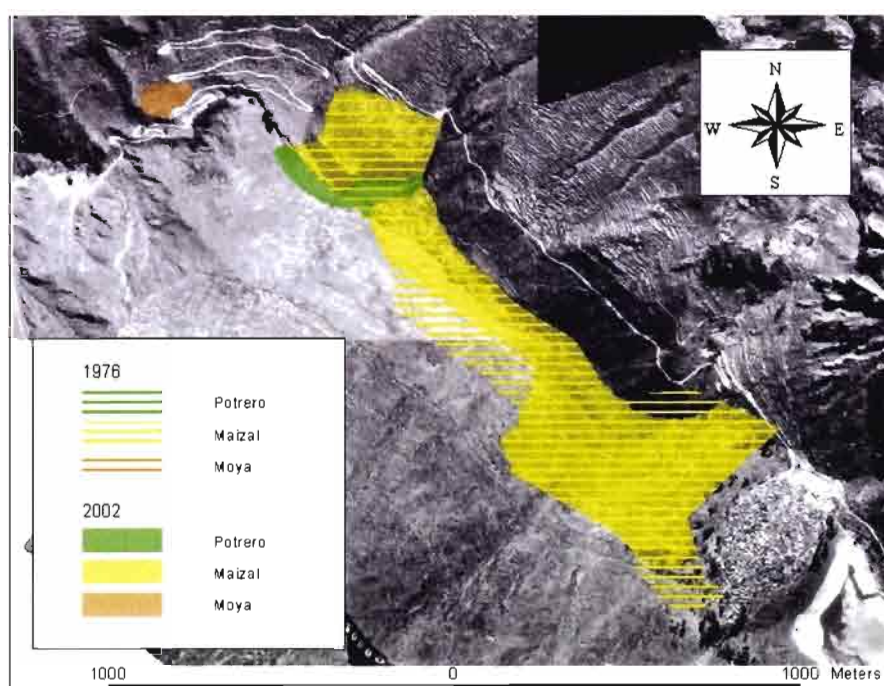 N
W E
S
1976
Potrero
Maizal
Moya
2002
Potrero
Maizal
Moya
1000 0 1000 Meters